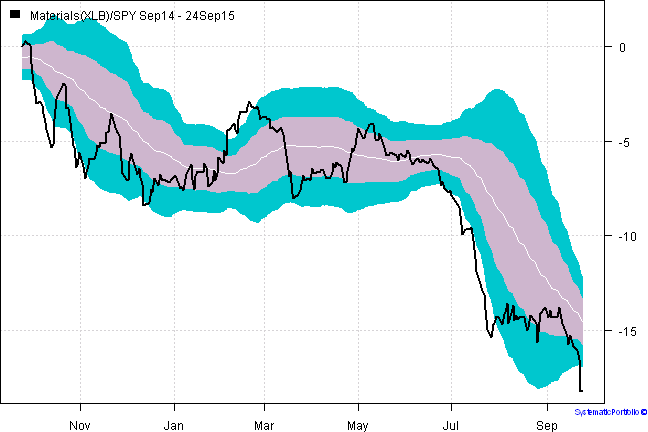 Materials(XLB)/SPY Sep14 - 24Sep15
0
-5
-10
-15
Nov
Jan
Mar
May
Jul
Sep
SystematicPortfolio ©